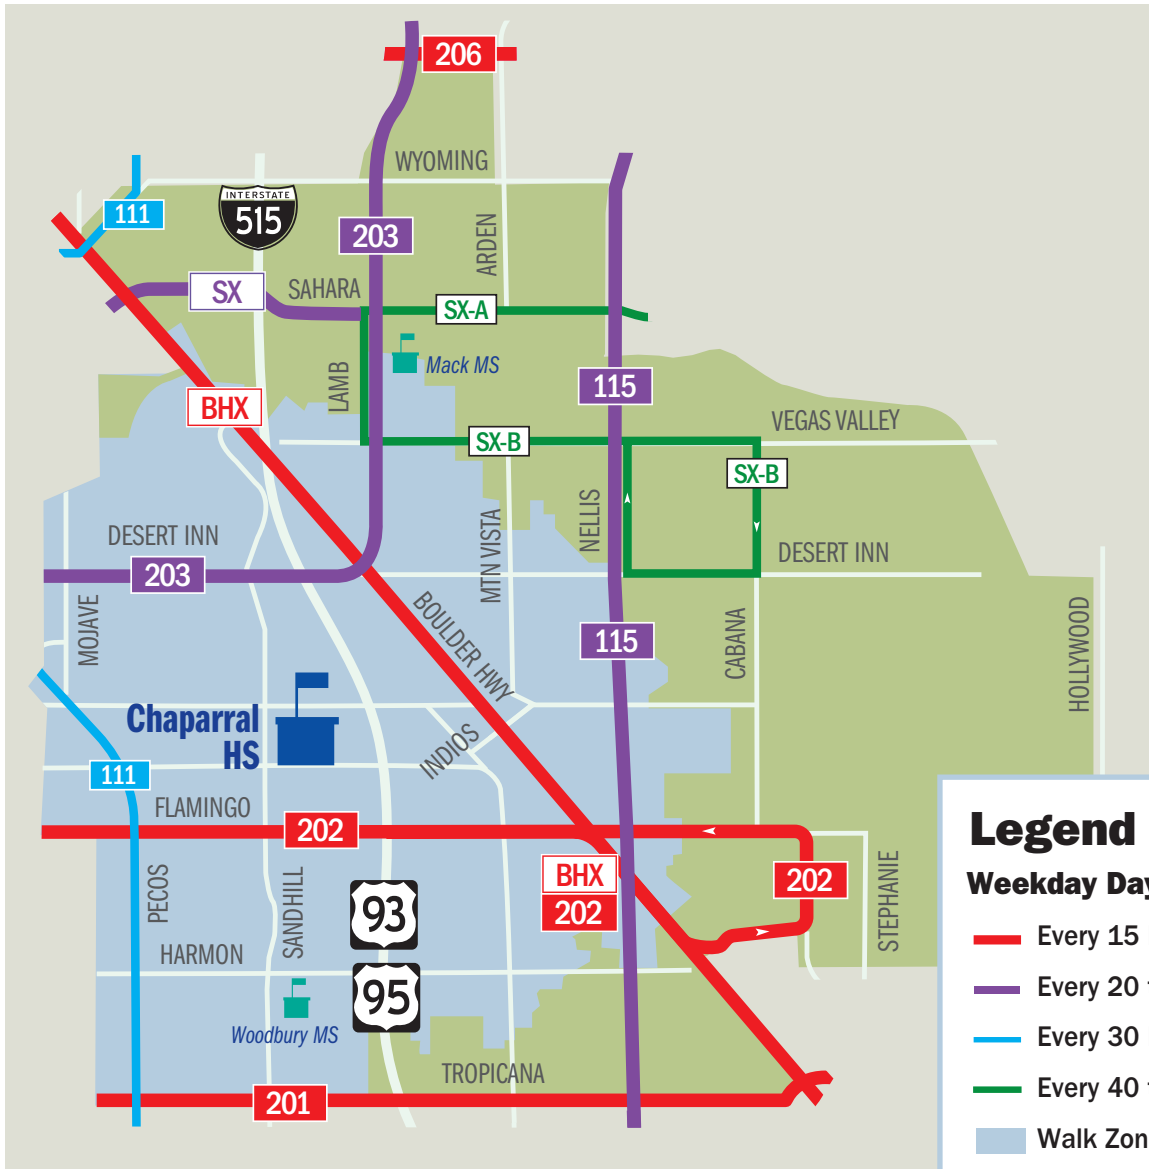 206
WYOMING
111
INTERSTATE
515
203
ARDEN
SX
SAHARA
SX-A
LAMB
Mack MS
115
BHX
VEGAS VALLEY
SX-B
SX-B
NELLIS
MTN VISTA
DESERT INN
DESERT INN
203
MOJAVE
BOULDER HWY
115
CABANA
HOLLYWOOD
Chaparral
HS
INDIOS
111
FLAMINGO
202
BHX
202
202
STEPHANIE
PECOS
SANDHILL
93
HARMON
95
Woodbury MS
TROPICANA
201
Legend
Weekday Day
Every 15
Every 20
Every 30
Every 40
Walk Zon